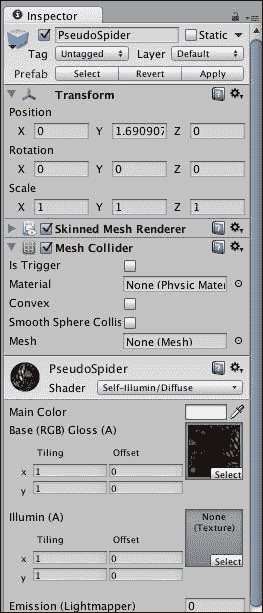 Inspector
PseudoSpider Static
Tag Untagged Layer Default
Prefab Select Revert Apply
Transform
Position
X 0 Y 1.690907 Z 0
Rotation
X 0 Y 0 Z 0
Scale
X 1 Y 1 Z 1
Skinned Mesh Renderer
Mesh Collider
Is Trigger
Material None (Physic Mater
Convex
Smooth Sphere Collis
Mesh None (Mesh)
PseudoSpider
Shader Self-Illumin/Diffuse
Main Color
Base (RGB) Gloss (A)
Tiling Offset
x 1 0
y 1 0
Select
Illumin (A)
None
(Texture)
Tiling Offset
x 1 0
y 1 0
Select
Emission (Lightmapper) 0